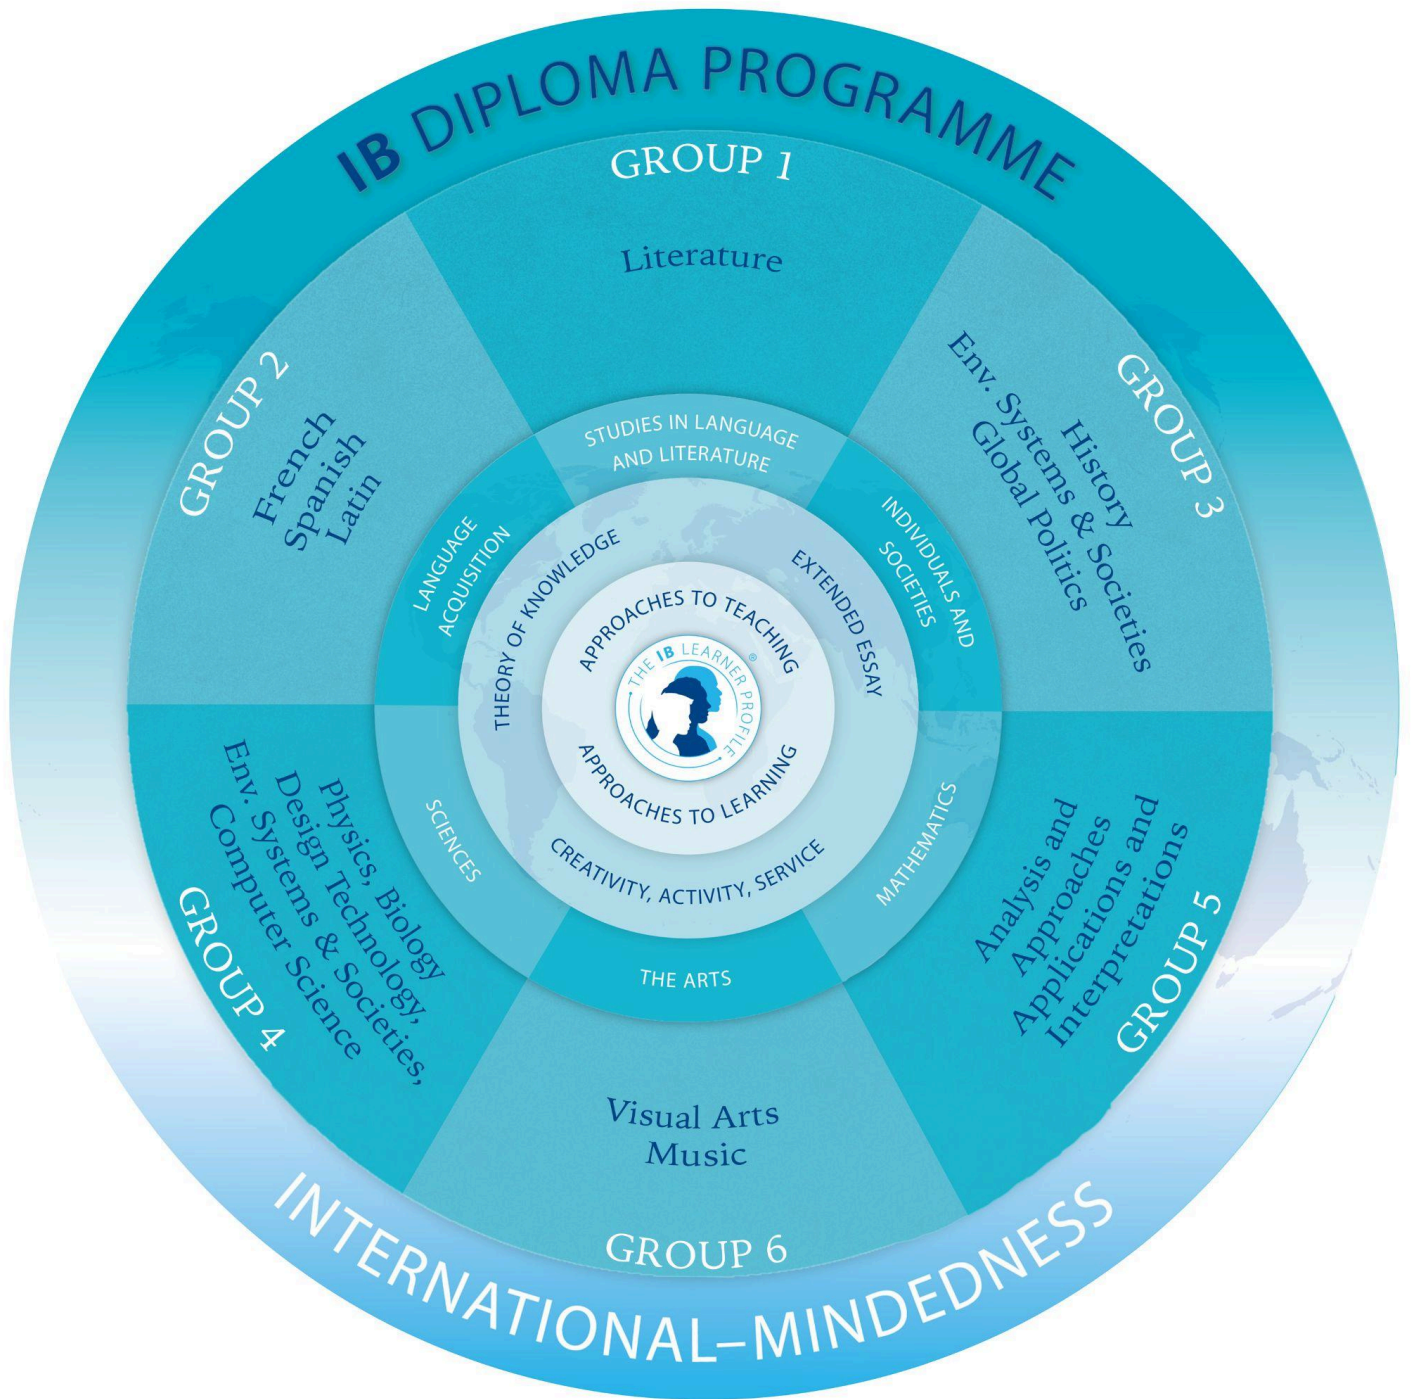 IB DIPLOMA PROGRAMME
GROUP 1
Literature
STUDIES IN LANGUAGE
AND LITERATURE
GROUP 2
French
Spanish
Latin
LANGUAGE
ACQUISITION
GROUP 3
History
Env. Systems & Societies
Global Politics
INDIVIDUALS AND
SOCIETIES
THEORY OF KNOWLEDGE
EXTENDED ESSAY
APPROACHES TO TEACHING
THE IB LEARNER PROFILE ®
APPROACHES TO LEARNING
CREATIVITY, ACTIVITY, SERVICE
SCIENCES
Physics, Biology
Design Technology,
Env. Systems & Societies,
Computer Science
GROUP 4
MATHEMATICS
Analysis and
Approaches
Applications and
Interpretations
GROUP 5
THE ARTS
Visual Arts
Music
GROUP 6
INTERNATIONAL–MINDEDNESS